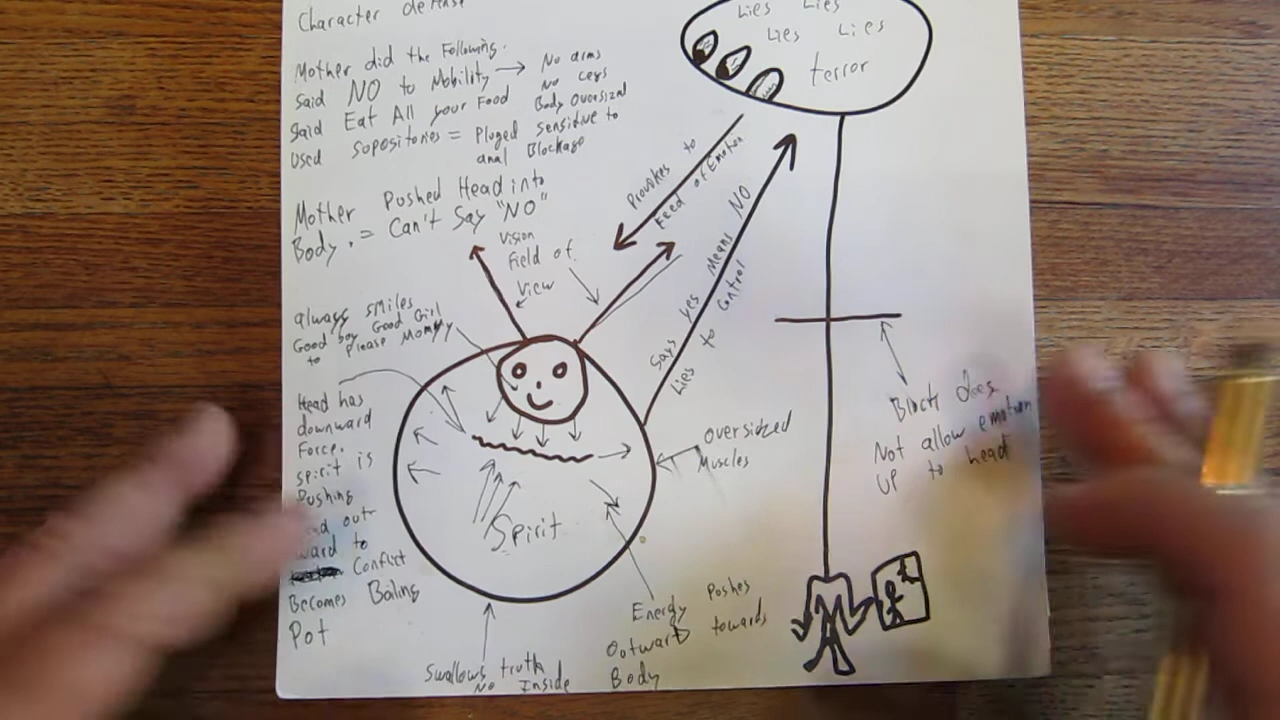 Character defense
Mother did the Following.
Said NO to Mobility → No arms
No legs
Said Eat All your Food Body Oversized
Used Sopositories = Pluged sensitive to
anal Blockage
Mother Pushed Head into
Body. = Can't Say "NO"
Vision
Field of
View
always smiles
Good boy Good Girl
to Please Mommy
Head has
downward
Force.
spirit is
Pushing
out-
ward to
Conflict
Becomes Boiling
Pot
Swallows truth
No Inside
Spirit
Energy Poshes
Outward towards
Body
oversized
Muscles
Says yes Means NO
Lies to Control
Provokes to
Feed of Emotion
Lies Lies
Lies Lies
terror
Block does
Not allow emotion
UP to head